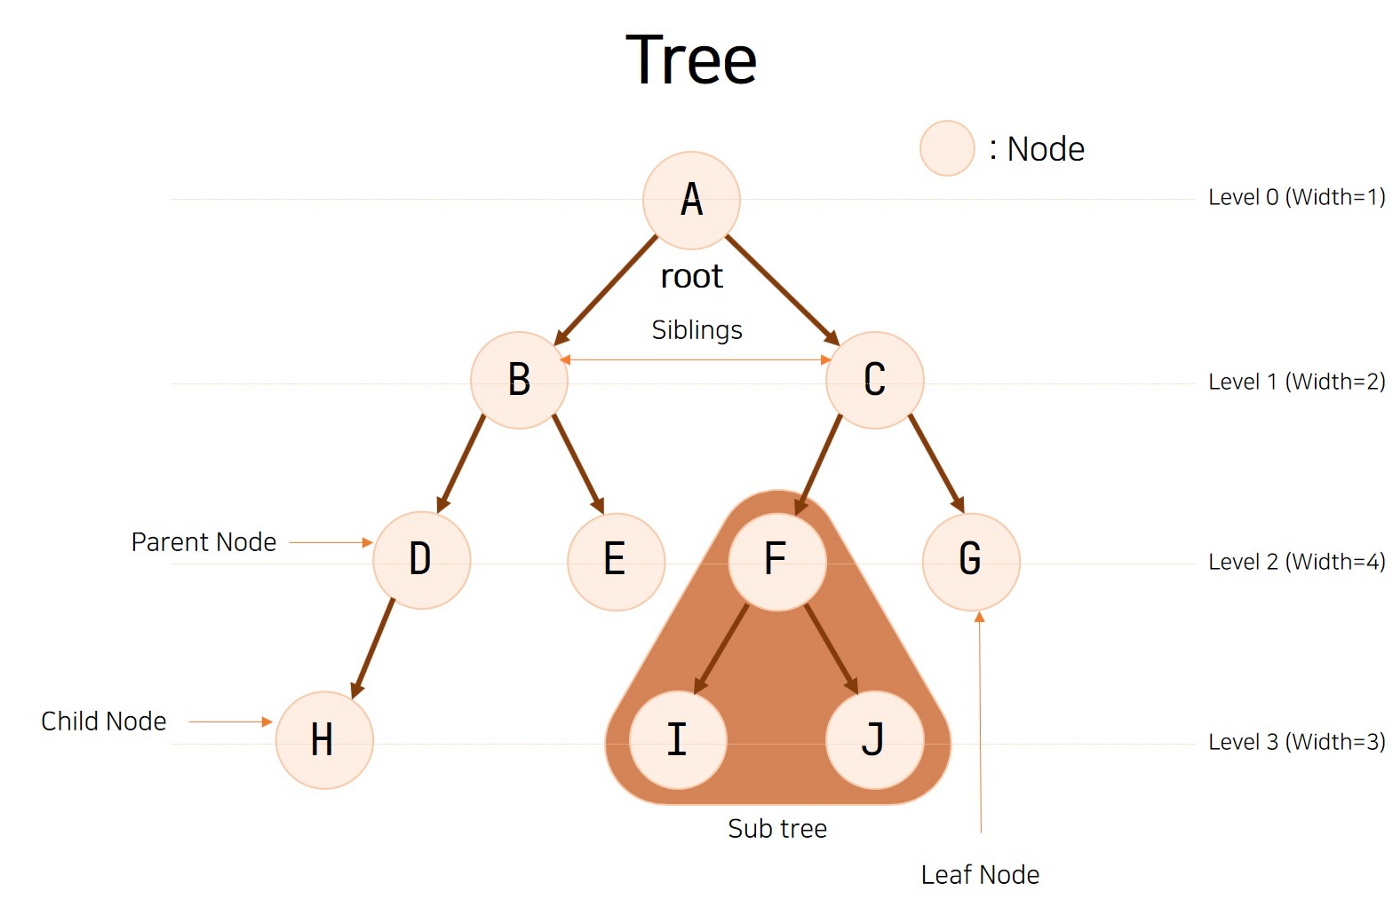 Tree
: Node
A
Level 0 (Width=1)
root
Siblings
B
C
Level 1 (Width=2)
Parent Node
D
E
F
G
Level 2 (Width=4)
Child Node
H
I
J
Level 3 (Width=3)
Sub tree
Leaf Node